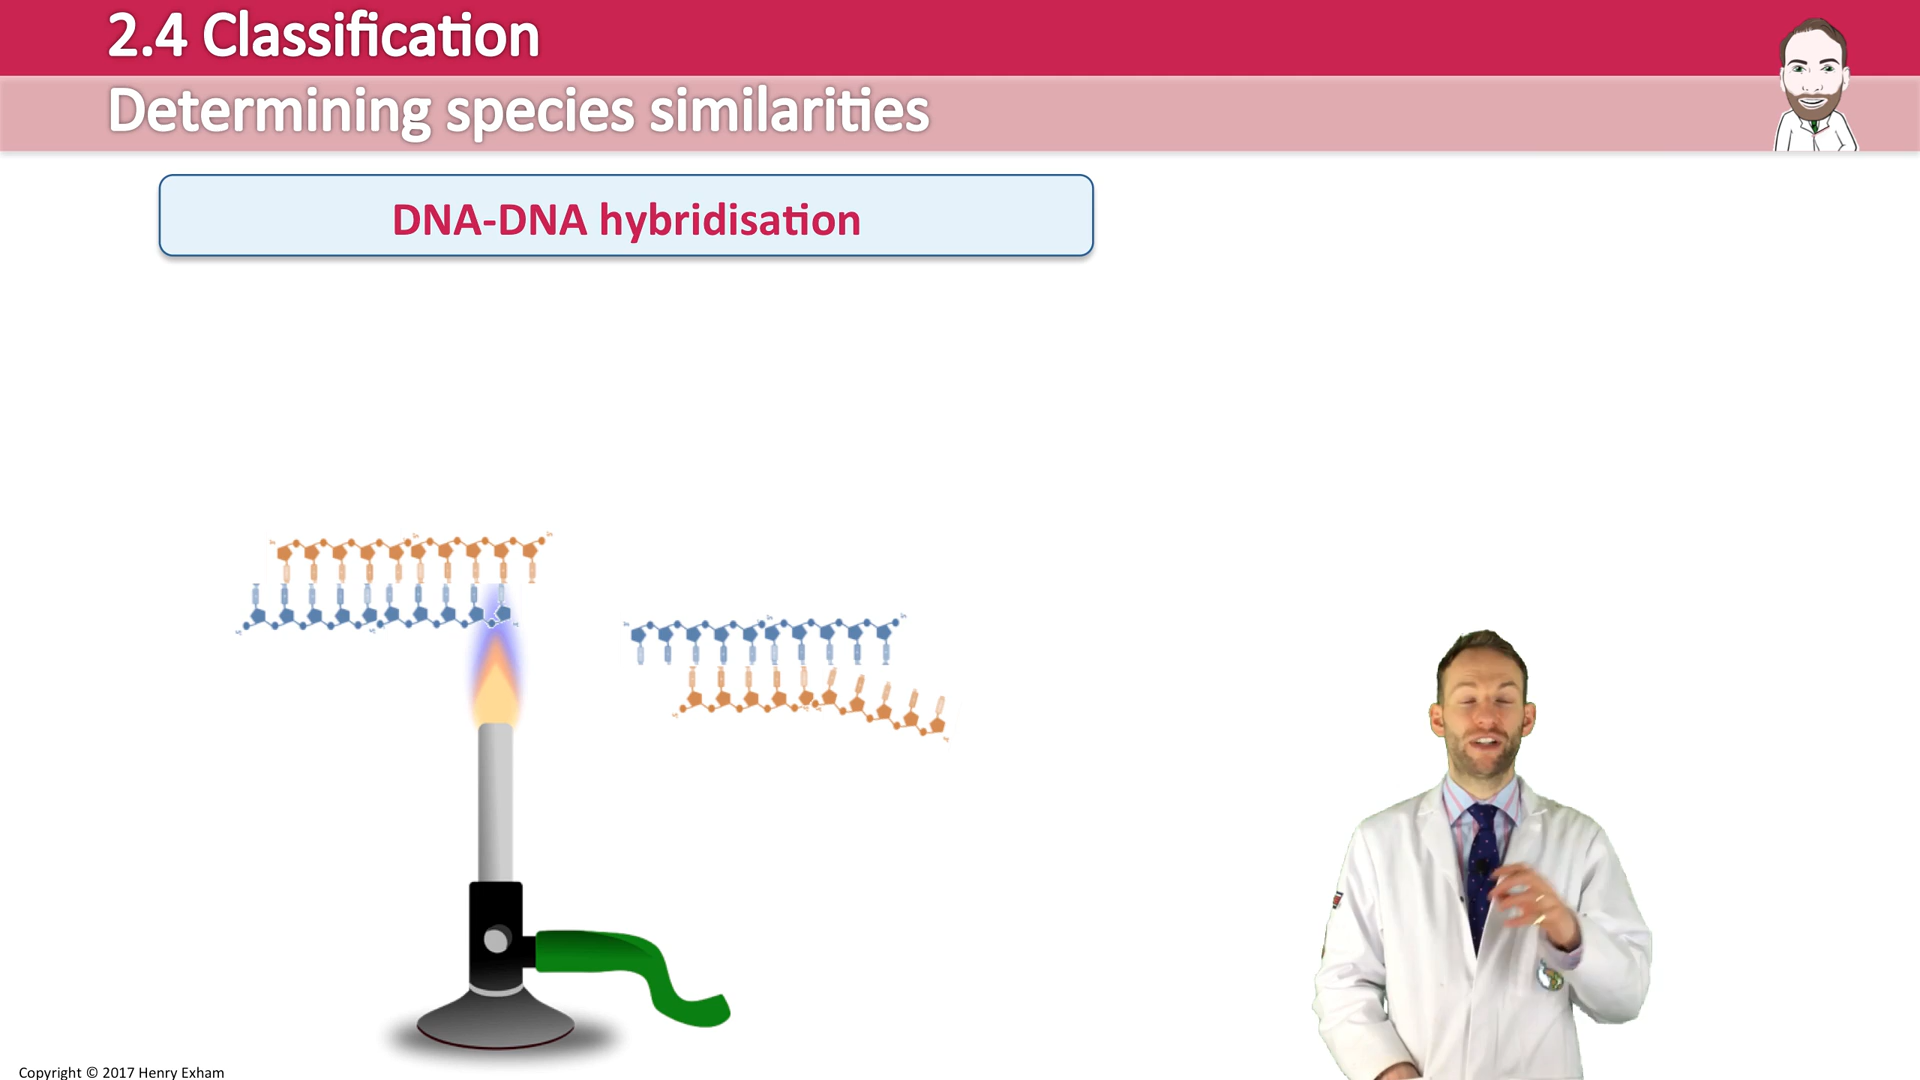 2.4 Classification
Determining species similarities
DNA-DNA hybridisation
Copyright © 2017 Henry Exham